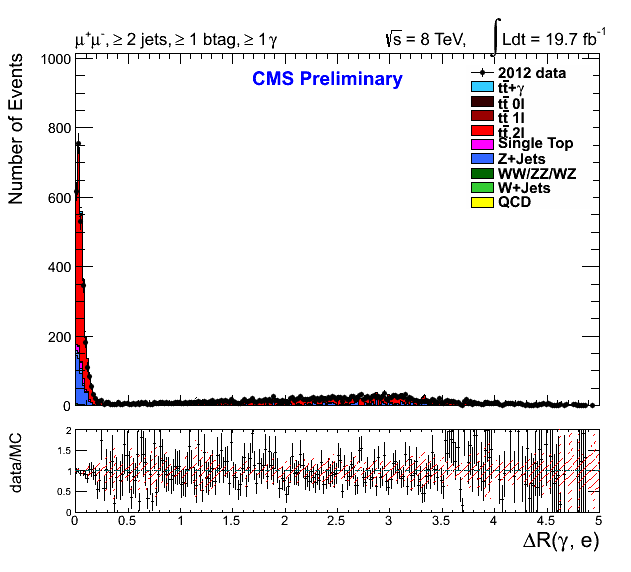 μ⁺μ⁻, ≥ 2 jets, ≥ 1 btag, ≥ 1 γ
√s = 8 TeV, ∫ Ldt = 19.7 fb⁻¹
CMS Preliminary
2012 data
tt̄+γ
tt̄ 0l
tt̄ 1l
tt̄ 2l
Single Top
Z+Jets
WW/ZZ/WZ
W+Jets
QCD
Number of Events
1000
800
600
400
200
0
data/MC
2
1.5
1
0.5
0
0 0.5 1 1.5 2 2.5 3 3.5 4 4.5 5
ΔR(γ, e)